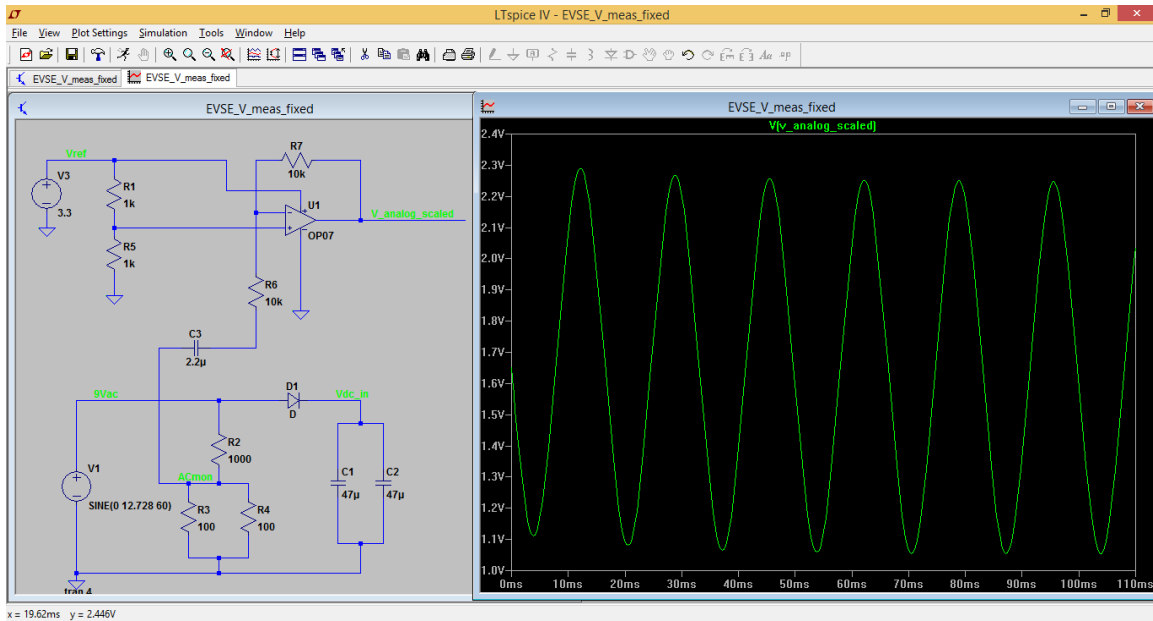 LTspice IV - EVSE_V_meas_fixed
File View Plot Settings Simulation Tools Window Help
EVSE_V_meas_fixed EVSE_V_meas_fixed
EVSE_V_meas_fixed
Vref
V3
3.3
R1
1k
R5
1k
R7
10k
U1
OP07
V_analog_scaled
R6
10k
C3
2.2µ
9Vac
D1
D
Vdc_in
R2
1000
ACmon
V1
SINE(0 12.728 60)
R3
100
R4
100
C1
47µ
C2
47µ
.tran .4
EVSE_V_meas_fixed
V(v_analog_scaled)
2.4V
2.3V
2.2V
2.1V
2.0V
1.9V
1.8V
1.7V
1.6V
1.5V
1.4V
1.3V
1.2V
1.1V
1.0V
0ms 10ms 20ms 30ms 40ms 50ms 60ms 70ms 80ms 90ms 100ms 110ms
x = 19.62ms y = 2.446V